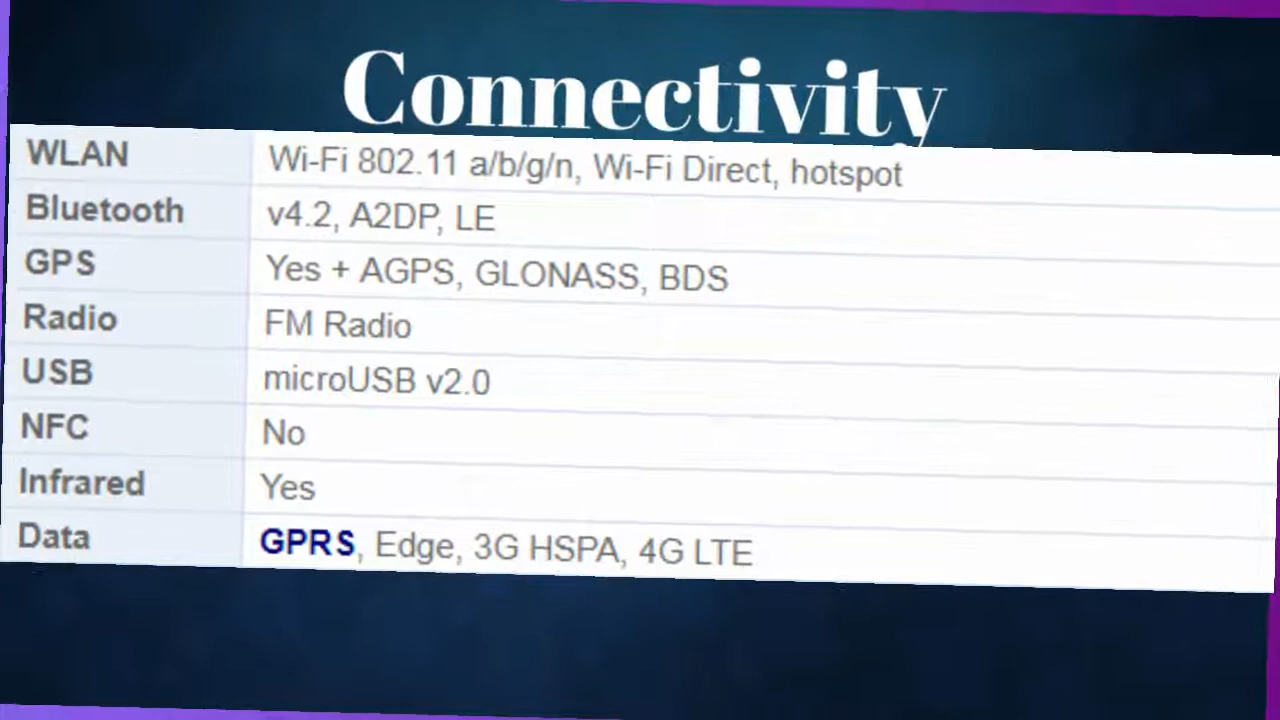 Connectivity
WLAN Wi-Fi 802.11 a/b/g/n, Wi-Fi Direct, hotspot
Bluetooth v4.2, A2DP, LE
GPS Yes + AGPS, GLONASS, BDS
Radio FM Radio
USB microUSB v2.0
NFC No
Infrared Yes
Data GPRS, Edge, 3G HSPA, 4G LTE